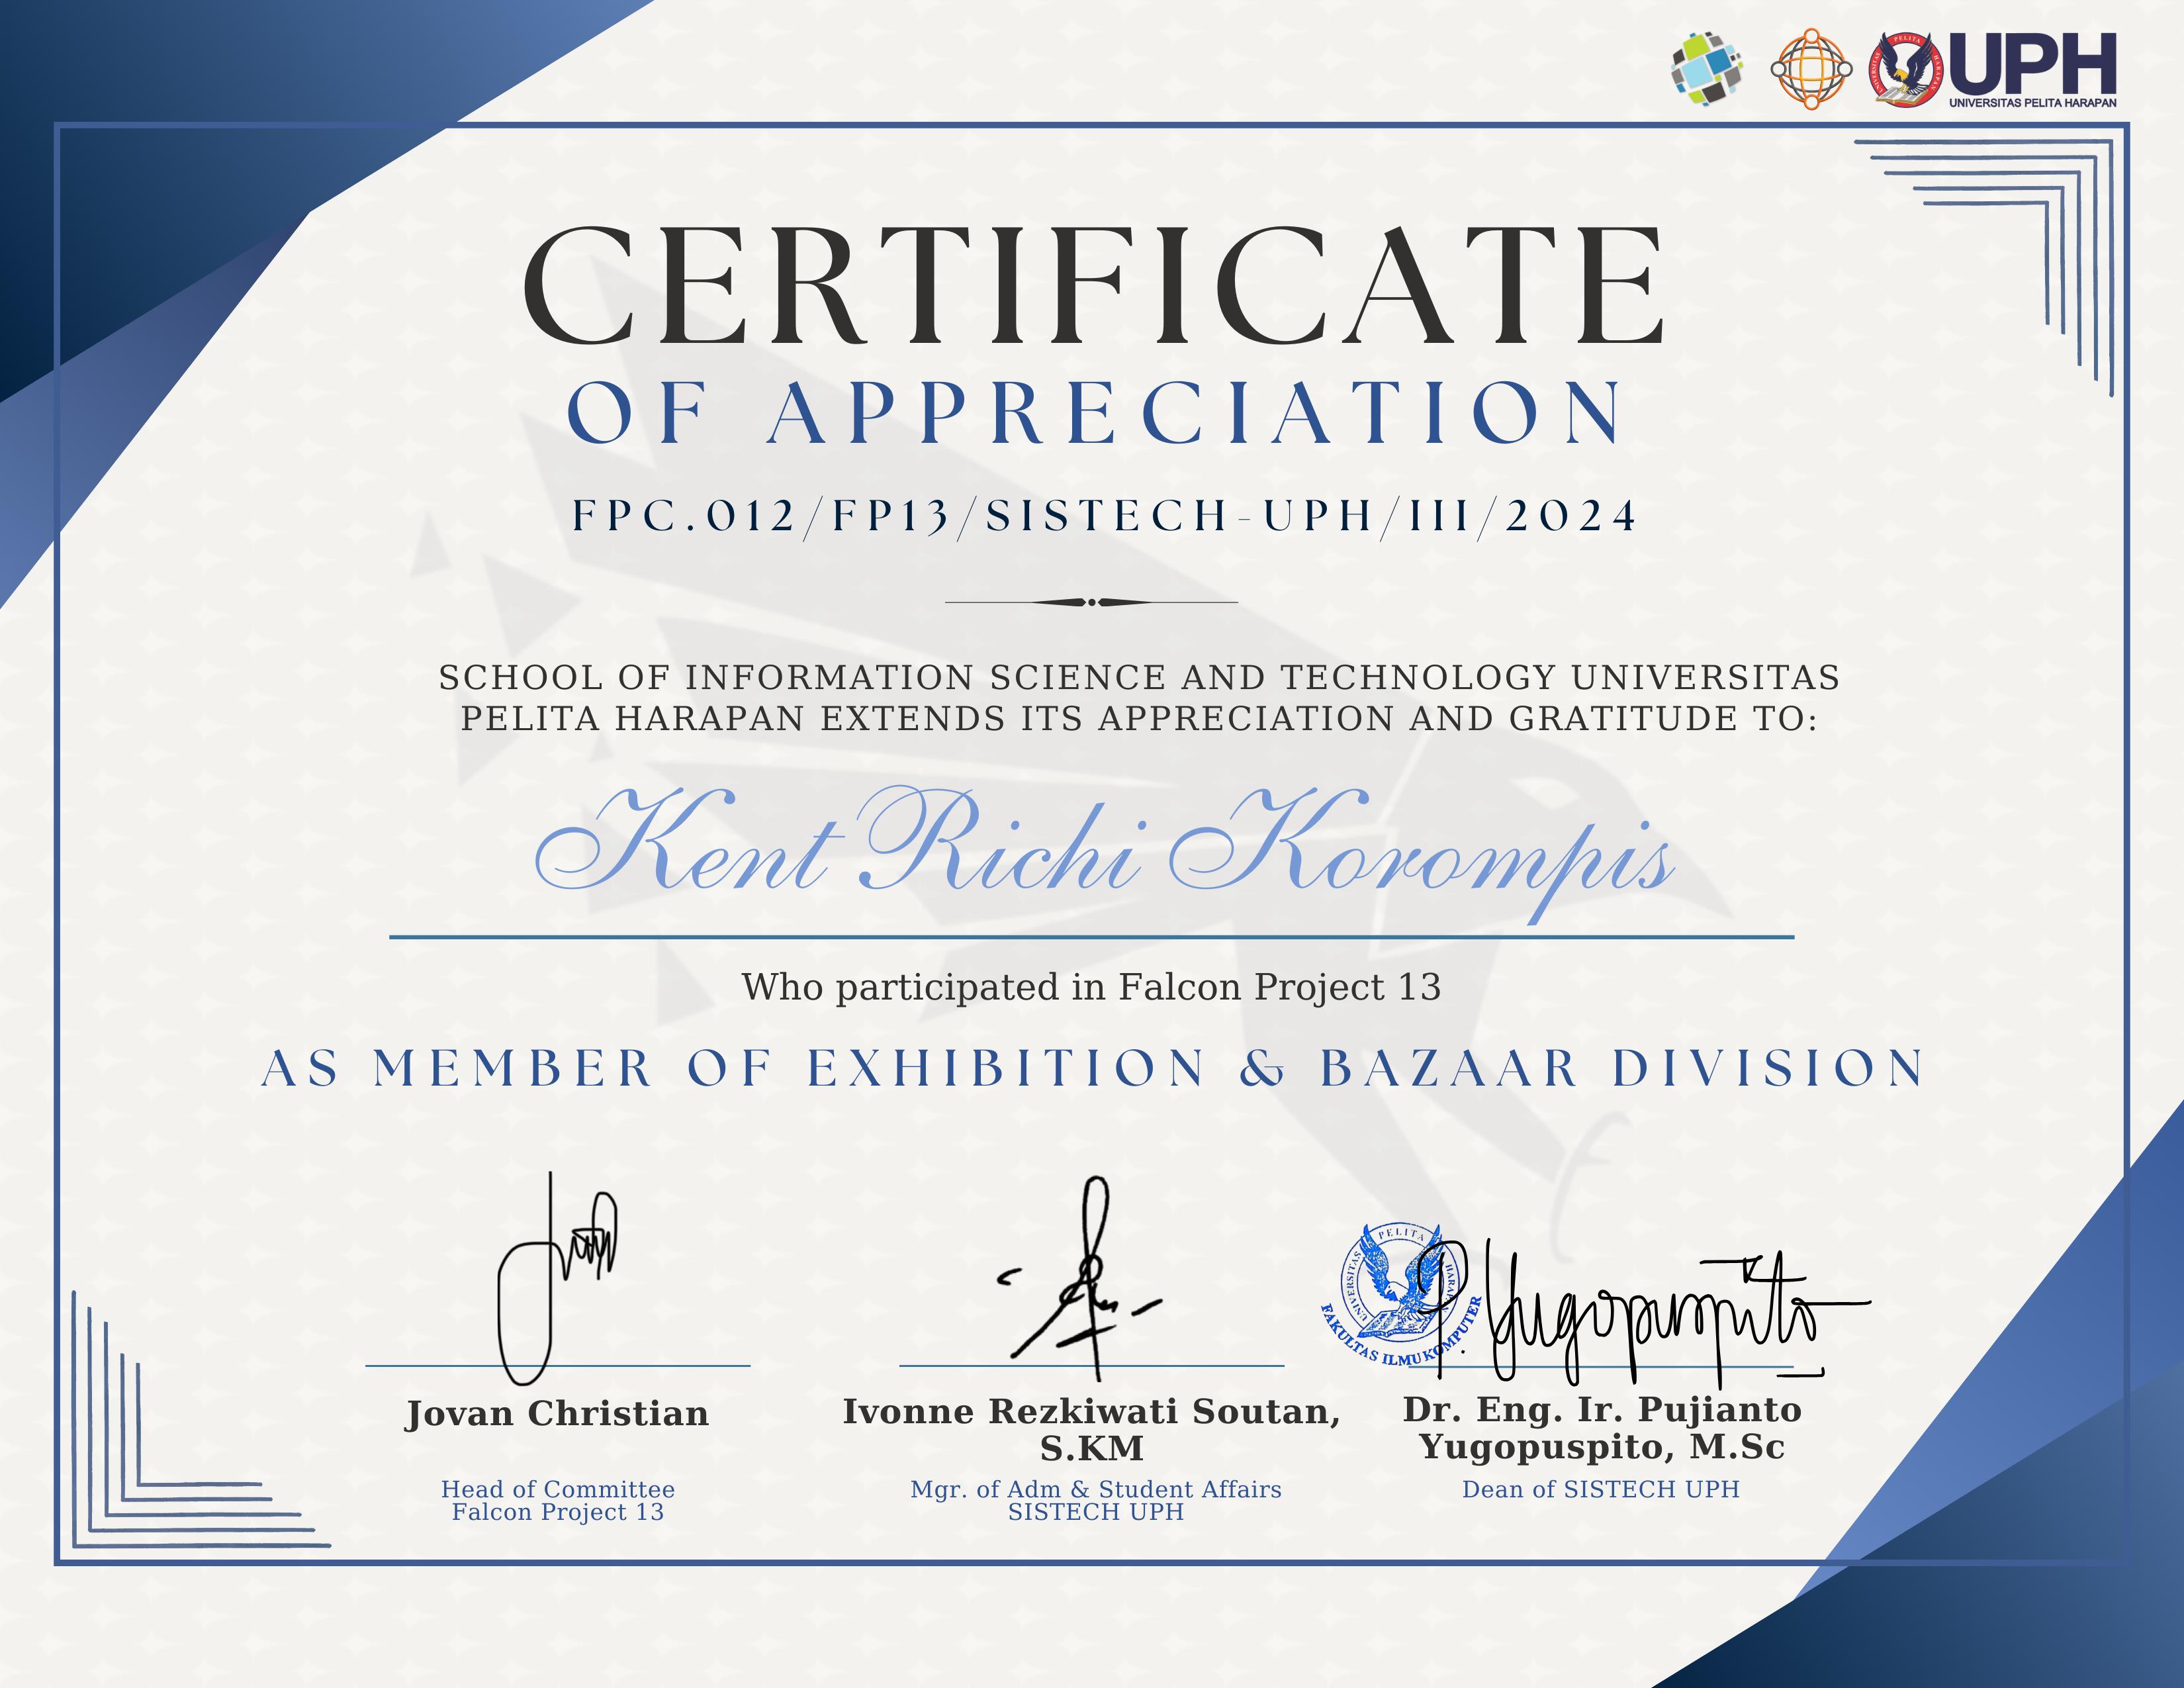 UPH
UNIVERSITAS PELITA HARAPAN
UNIVERSITAS PELITA HARAPAN
CERTIFICATE
OF APPRECIATION
FPC.012/FP13/SISTECH-UPH/III/2024
SCHOOL OF INFORMATION SCIENCE AND TECHNOLOGY UNIVERSITAS
PELITA HARAPAN EXTENDS ITS APPRECIATION AND GRATITUDE TO:
Kent Richi Korompis
Who participated in Falcon Project 13
AS MEMBER OF EXHIBITION & BAZAAR DIVISION
UNIVERSITAS PELITA HARAPAN
FAKULTAS ILMU KOMPUTER
P. Yugopuspito
Jovan Christian
Head of Committee
Falcon Project 13
Ivonne Rezkiwati Soutan,
S.KM
Mgr. of Adm & Student Affairs
SISTECH UPH
Dr. Eng. Ir. Pujianto
Yugopuspito, M.Sc
Dean of SISTECH UPH